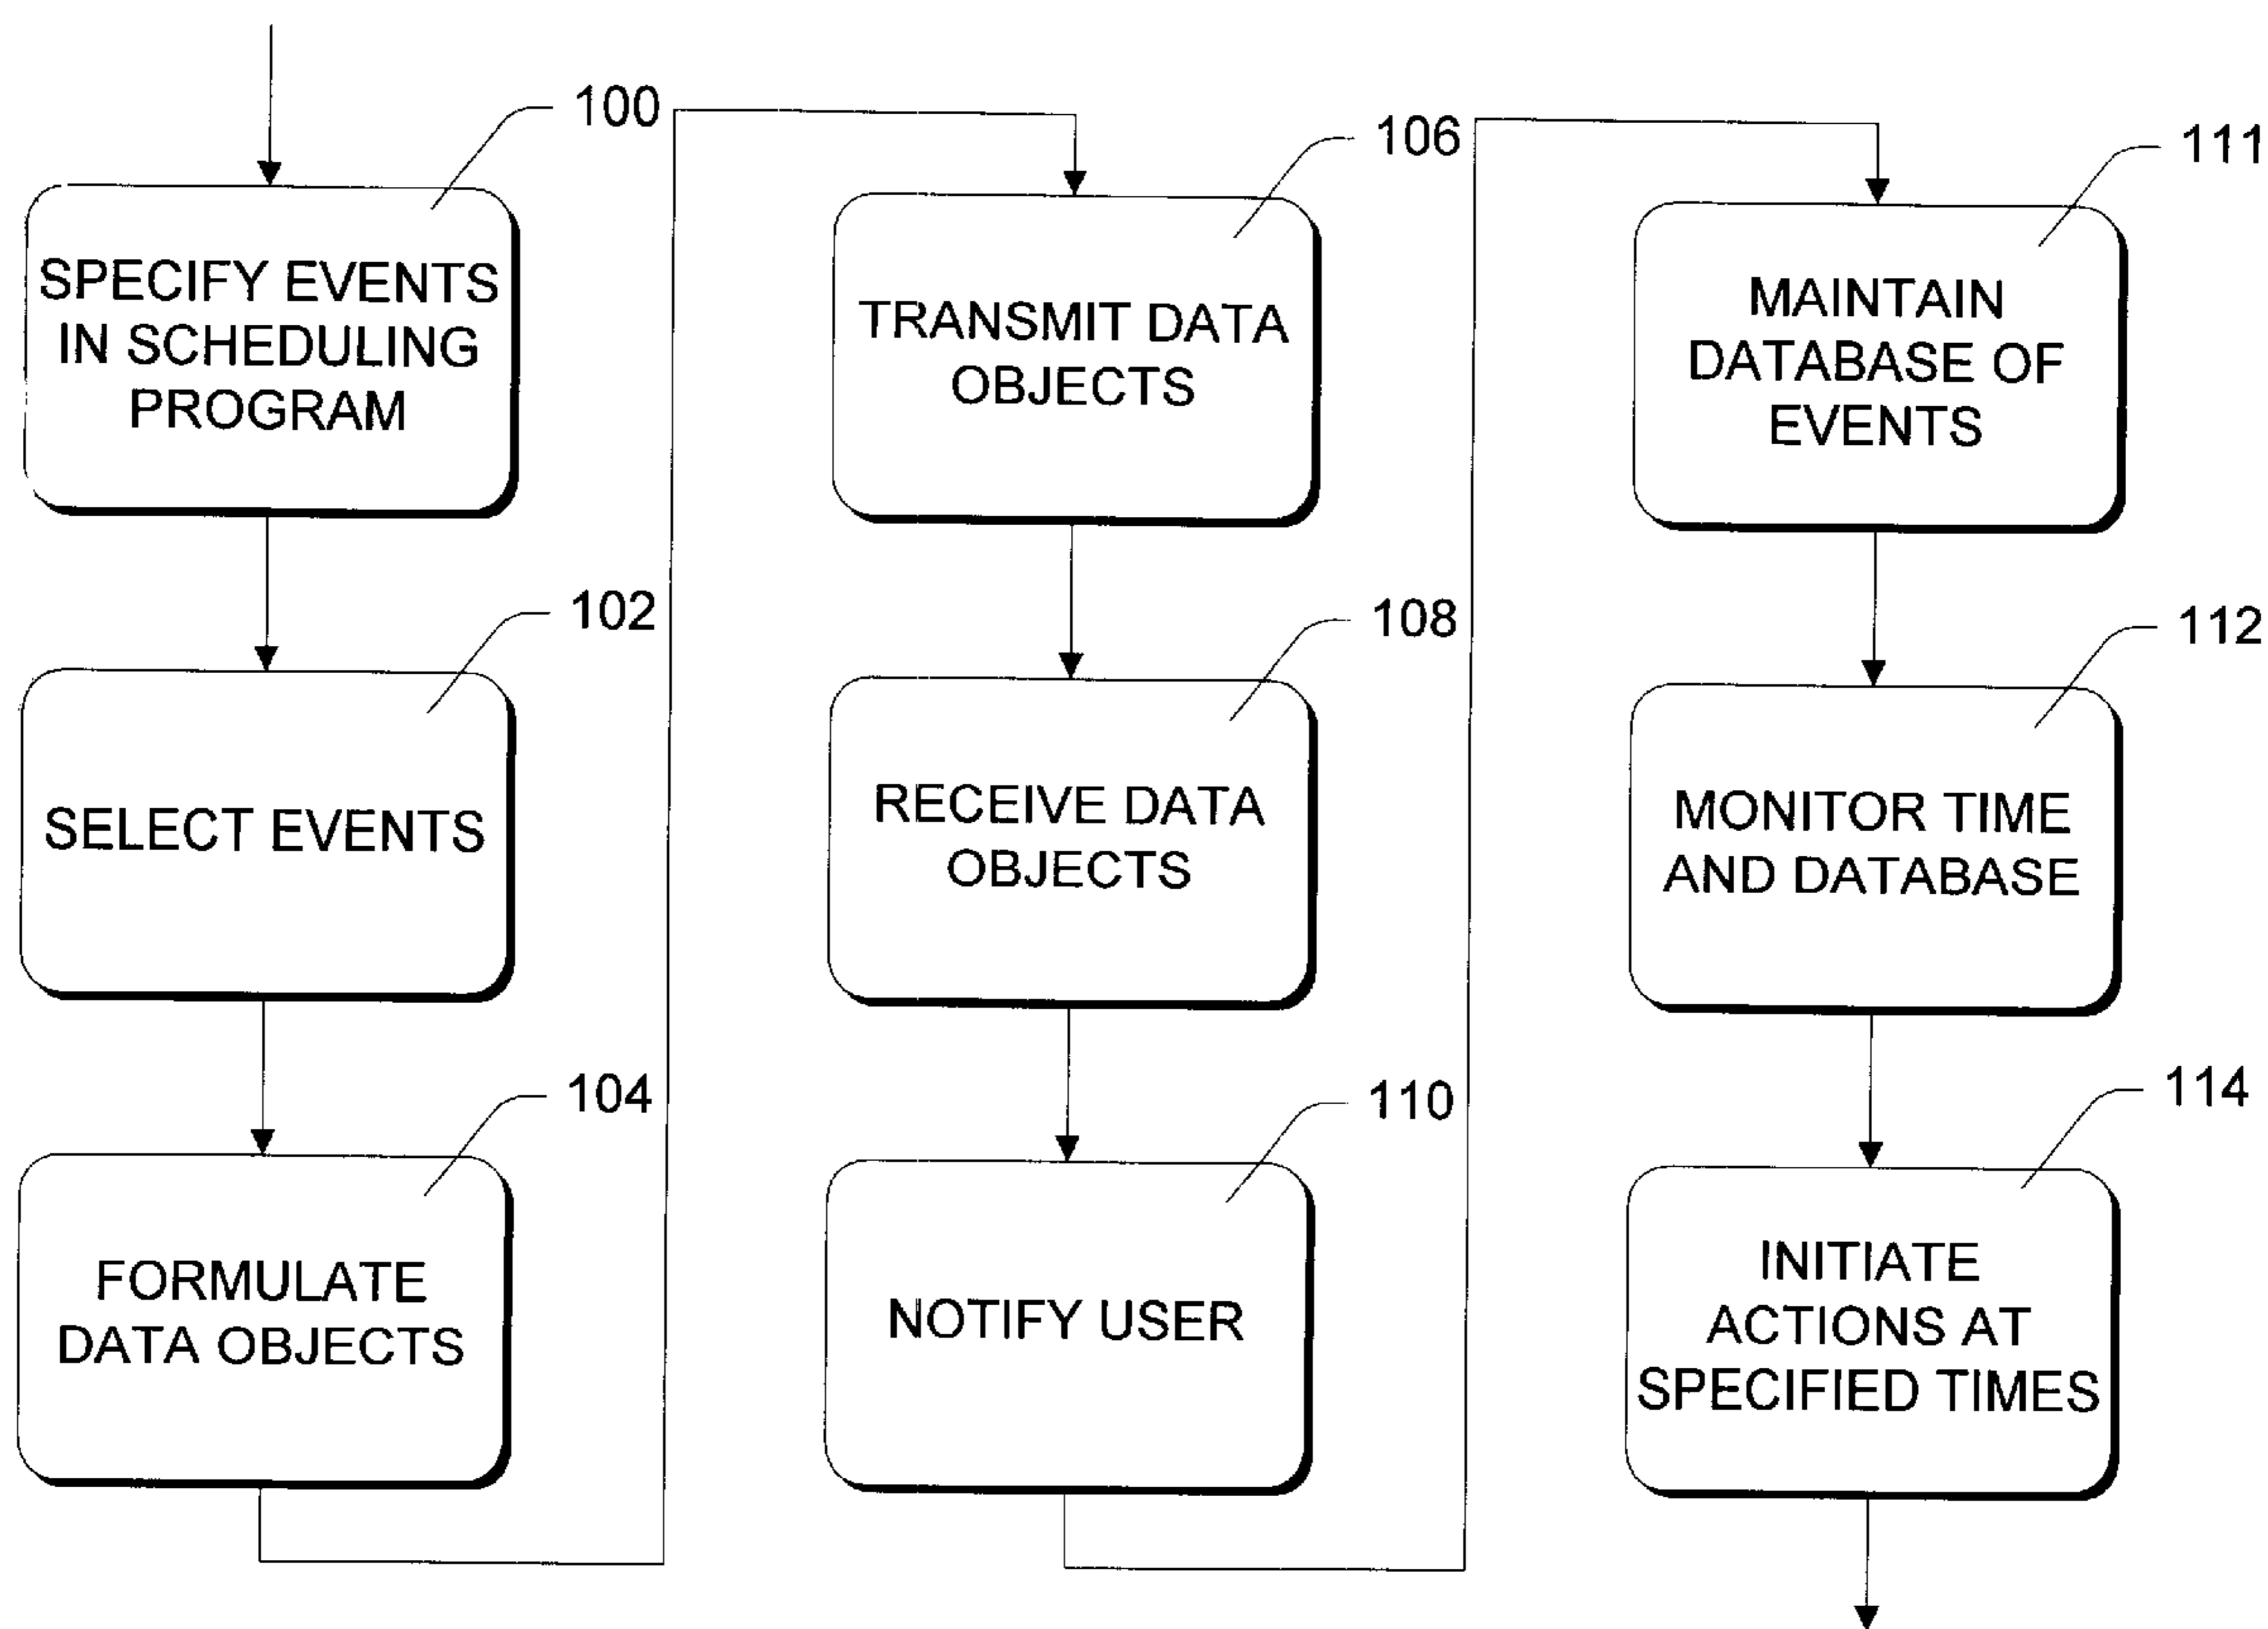 100
SPECIFY EVENTS
IN SCHEDULING
PROGRAM
102
SELECT EVENTS
104
FORMULATE
DATA OBJECTS
106
TRANSMIT DATA
OBJECTS
108
RECEIVE DATA
OBJECTS
110
NOTIFY USER
111
MAINTAIN
DATABASE OF
EVENTS
112
MONITOR TIME
AND DATABASE
114
INITIATE
ACTIONS AT
SPECIFIED TIMES